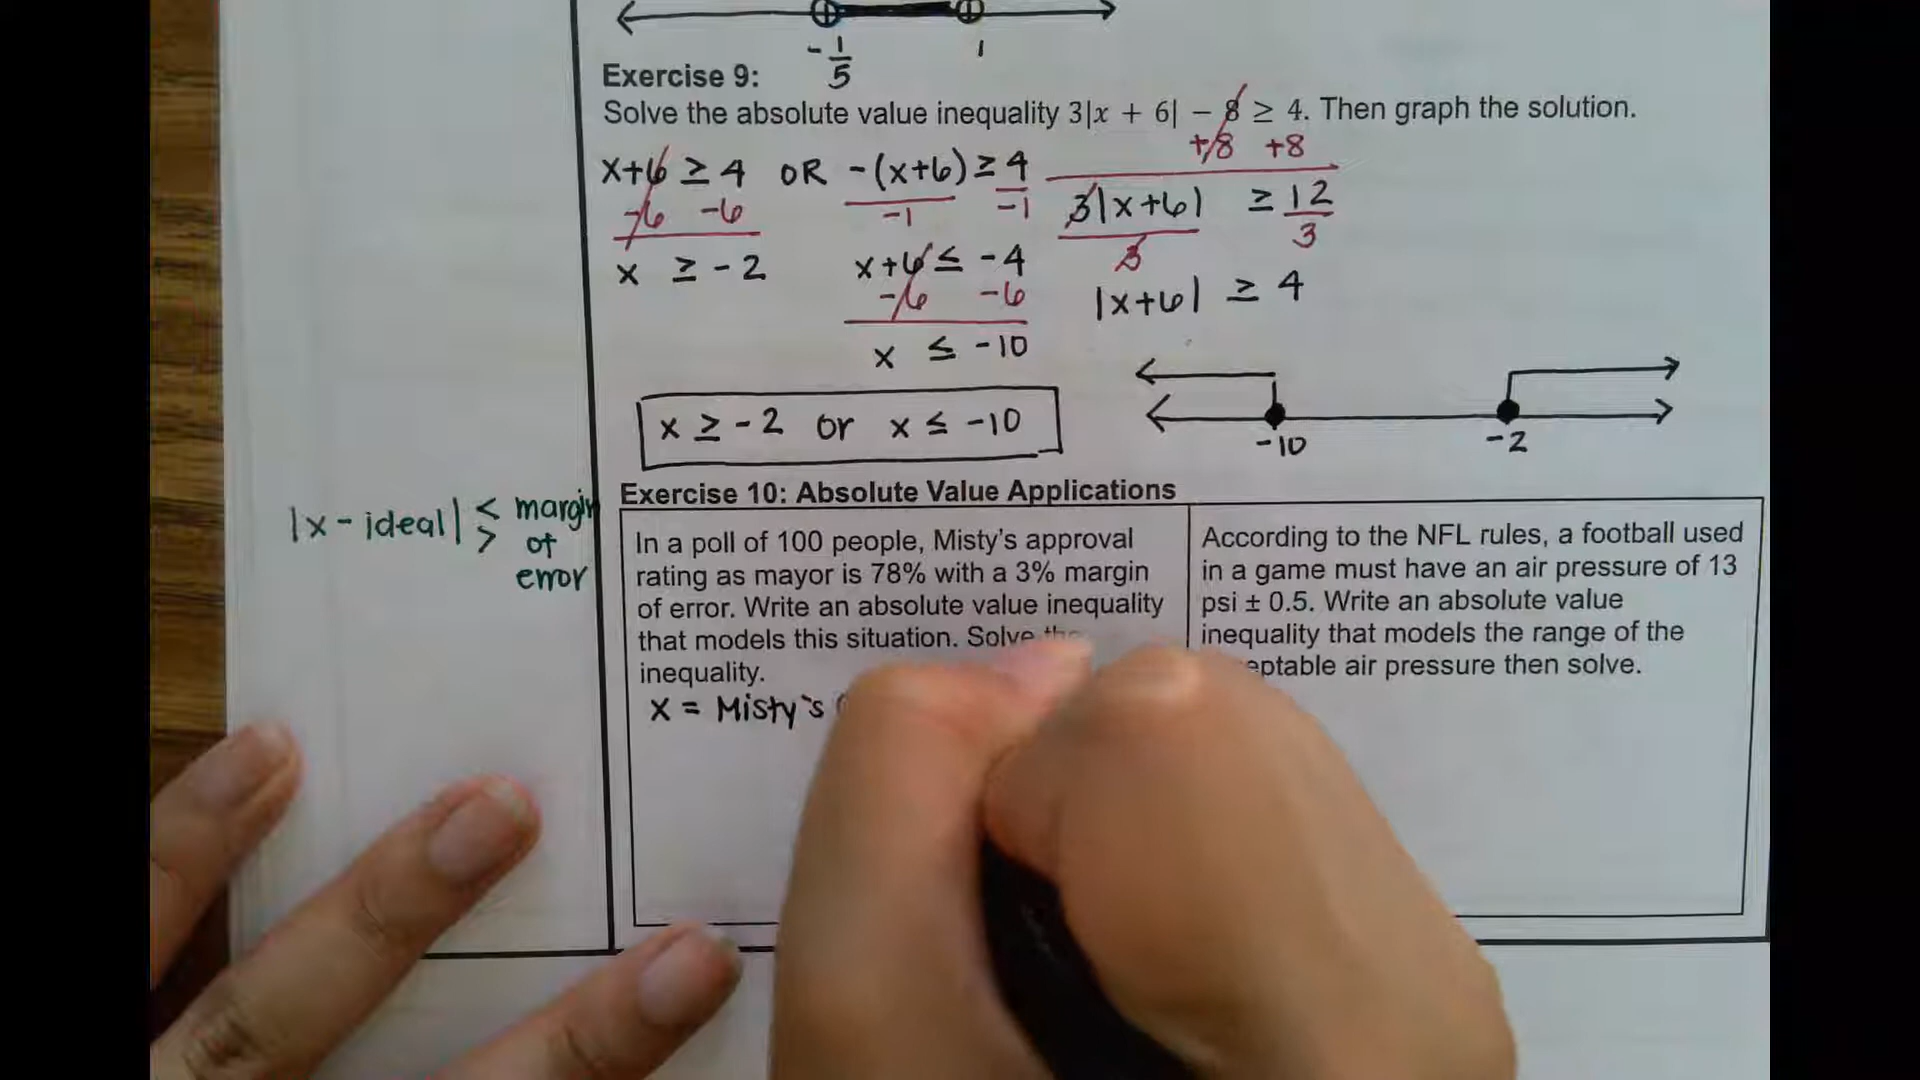 -1/5
1
Exercise 9:
Solve the absolute value inequality 3|x + 6| − 8 ≥ 4. Then graph the solution.
+8 +8
x+6 ≥ 4 OR -(x+6) ≥ 4
-6 -6
-1 -1
3|x+6| ≥ 12
3 3
x ≥ -2
x+6 ≤ -4
-6 -6
|x+6| ≥ 4
x ≤ -10
x ≥ -2 or x ≤ -10
-10 -2
|x - ideal| < > margin
of
error
Exercise 10: Absolute Value Applications
In a poll of 100 people, Misty's approval
rating as mayor is 78% with a 3% margin
of error. Write an absolute value inequality
that models this situation. Solve the
inequality.
x = Misty's
According to the NFL rules, a football used
in a game must have an air pressure of 13
psi ± 0.5. Write an absolute value
inequality that models the range of the
air pressure then solve.